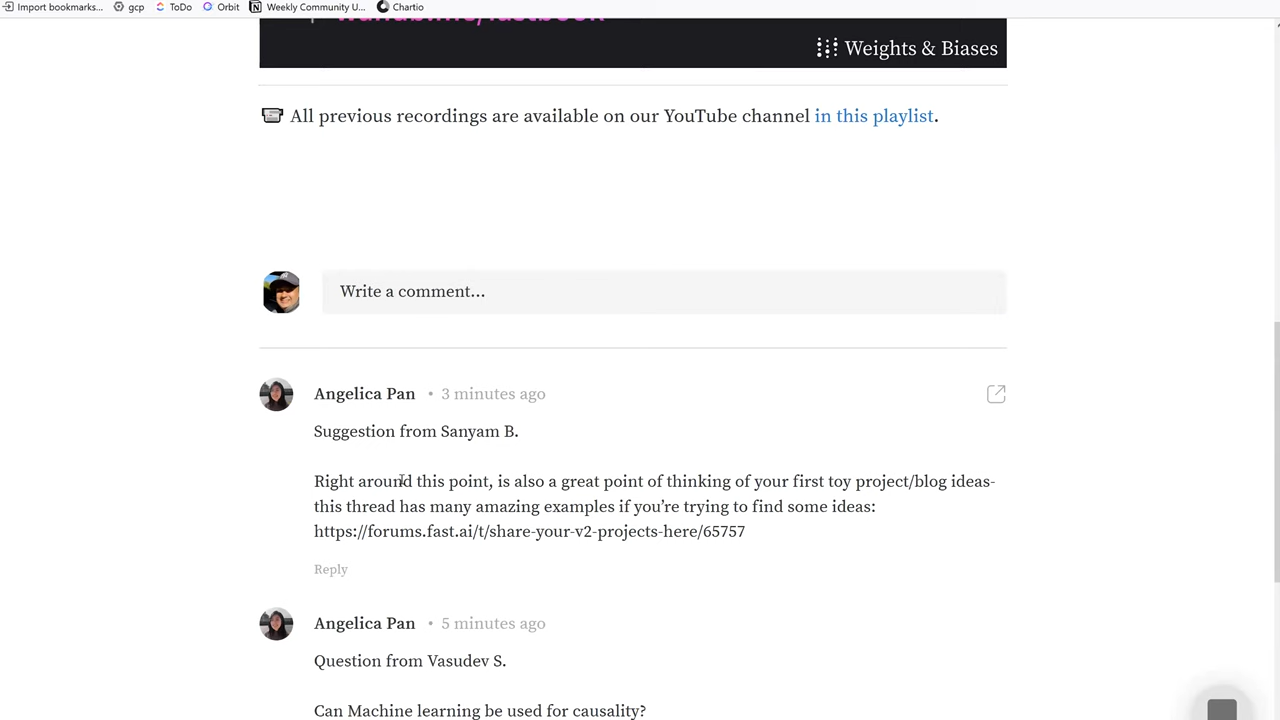 Import bookmarks... gcp ToDo Orbit Weekly Community U... Chartio
wandb.me/fastbook
Weights & Biases
All previous recordings are available on our YouTube channel in this playlist.
Write a comment...
Angelica Pan • 3 minutes ago
Suggestion from Sanyam B.
Right around this point, is also a great point of thinking of your first toy project/blog ideas-
this thread has many amazing examples if you’re trying to find some ideas:
https://forums.fast.ai/t/share-your-v2-projects-here/65757
Reply
Angelica Pan • 5 minutes ago
Question from Vasudev S.
Can Machine learning be used for causality?